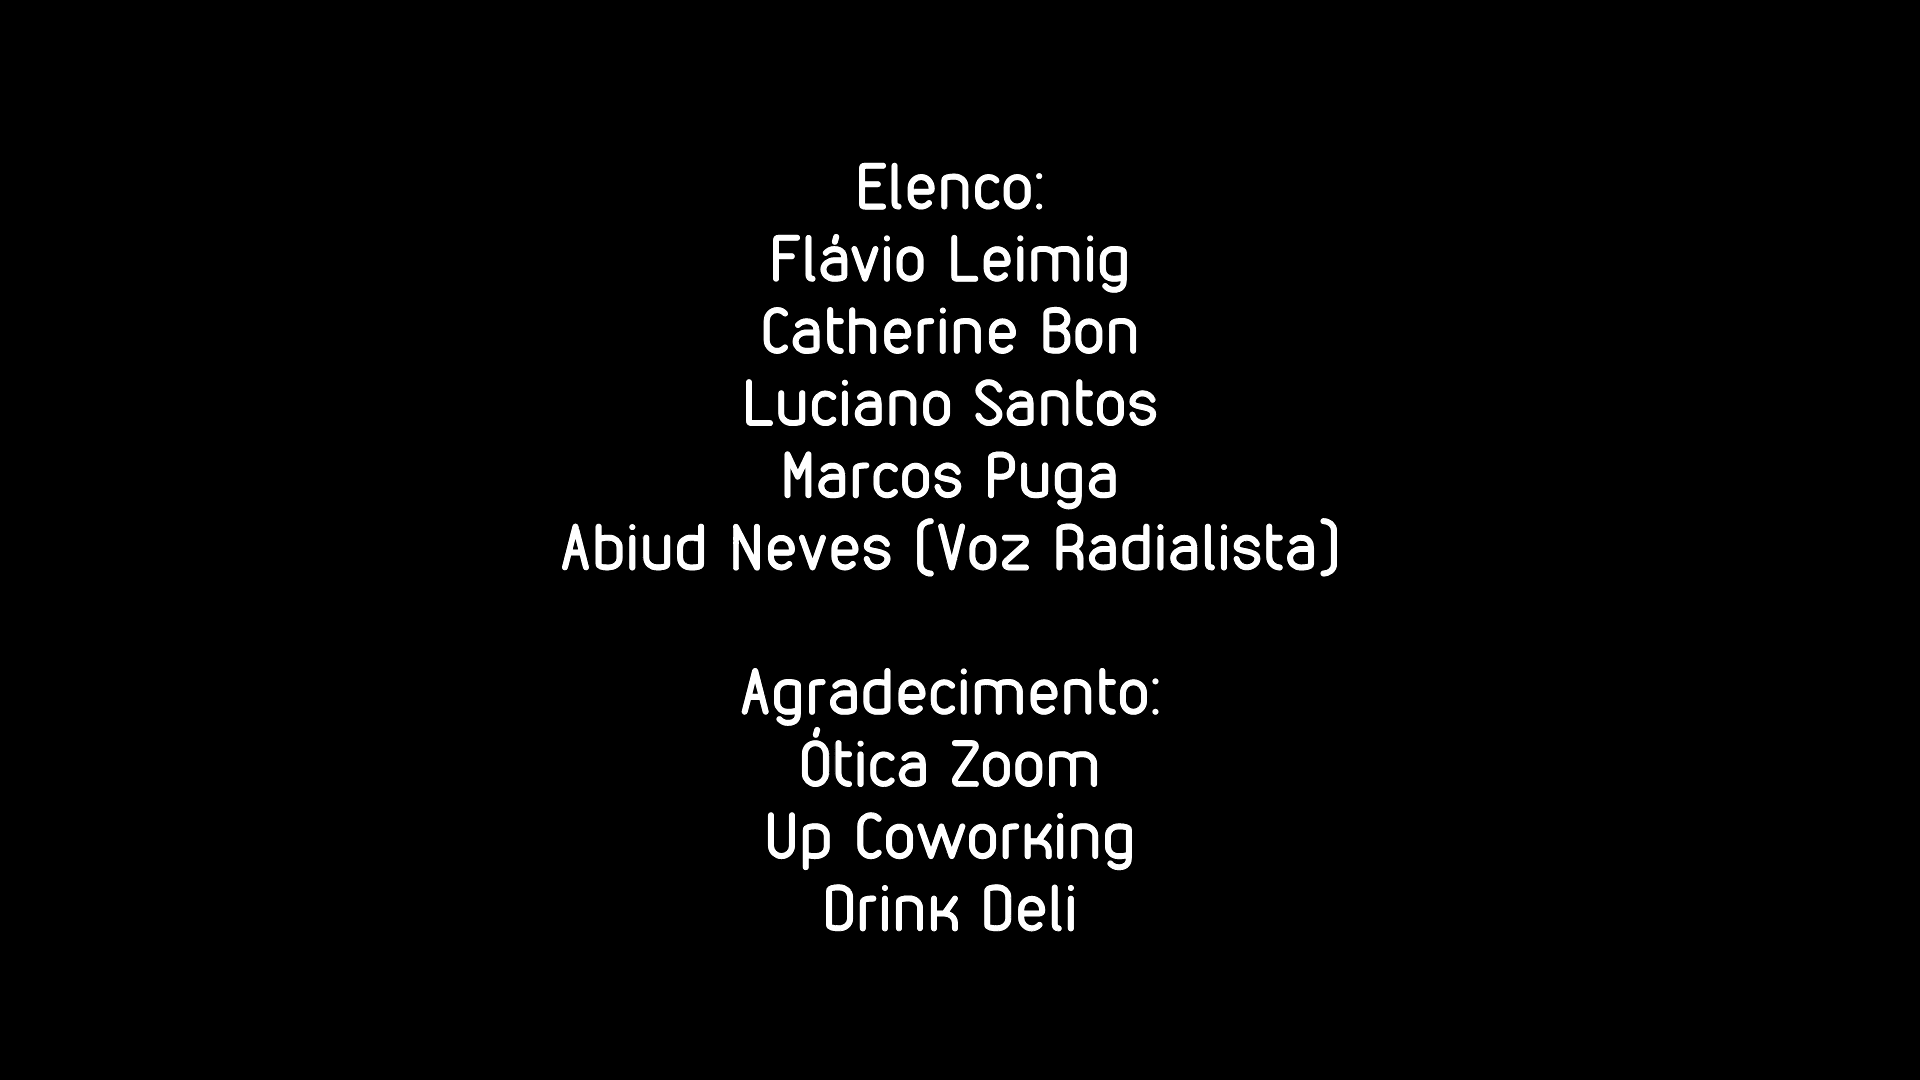 Elenco:
Flávio Leimig
Catherine Bon
Luciano Santos
Marcos Puga
Abiud Neves (Voz Radialista)
Agradecimento:
Ótica Zoom
Up Coworking
Drink Deli